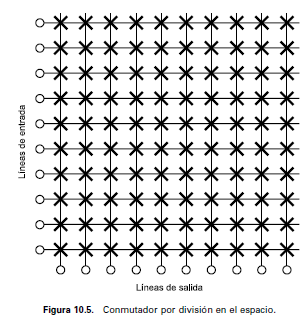 Líneas de entrada
Líneas de salida
Figura 10.5. Conmutador por división en el espacio.